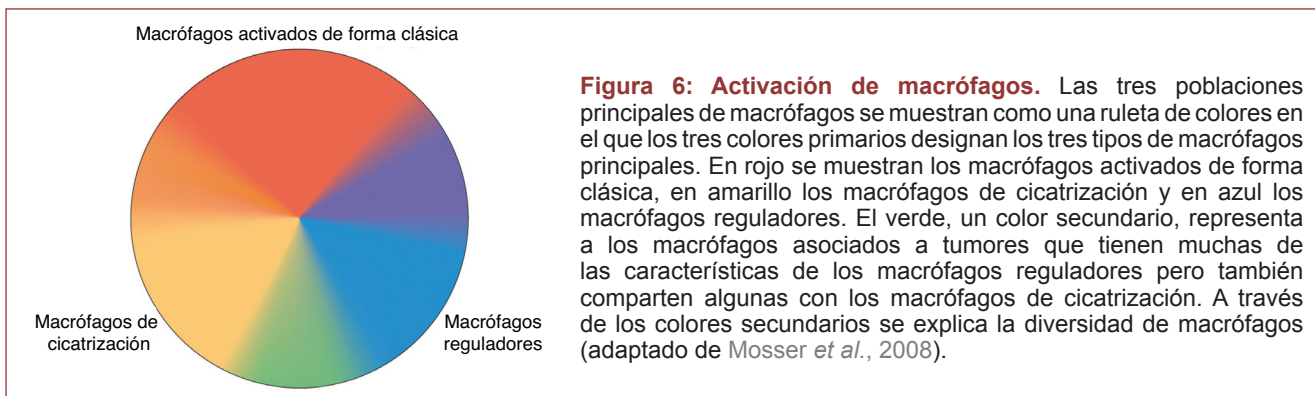 Macrófagos activados de forma clásica
Macrófagos de
cicatrización
Macrófagos
reguladores
Figura 6: Activación de macrófagos. Las tres poblaciones
principales de macrófagos se muestran como una ruleta de colores en
el que los tres colores primarios designan los tres tipos de macrófagos
principales. En rojo se muestran los macrófagos activados de forma
clásica, en amarillo los macrófagos de cicatrización y en azul los
macrófagos reguladores. El verde, un color secundario, representa
a los macrófagos asociados a tumores que tienen muchas de
las características de los macrófagos reguladores pero también
comparten algunas con los macrófagos de cicatrización. A través
de los colores secundarios se explica la diversidad de macrófagos
(adaptado de Mosser et al., 2008).